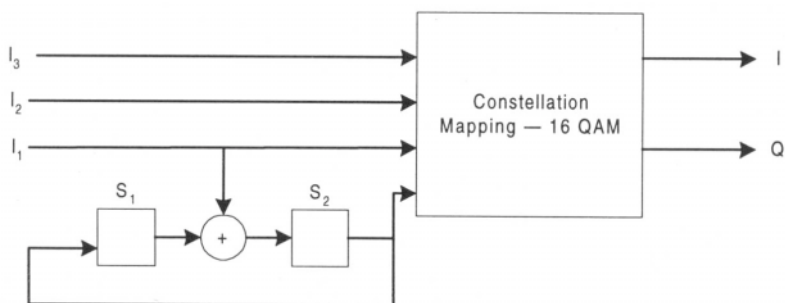 I₃
I
I₂
Constellation
Mapping — 16 QAM
I₁
Q
S₁
S₂
+